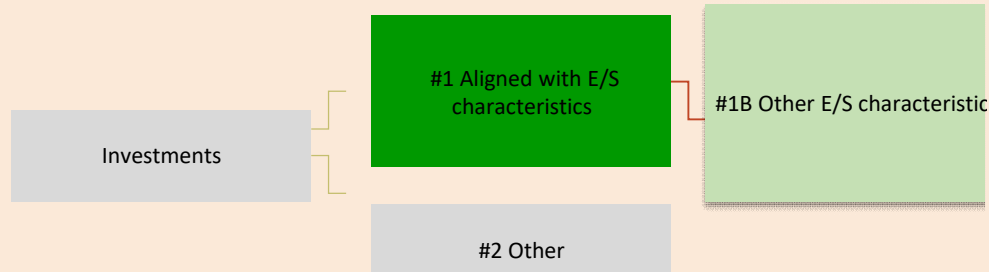 #1 Aligned with E/S
characteristics
#1B Other E/S characteristic
Investments
#2 Other